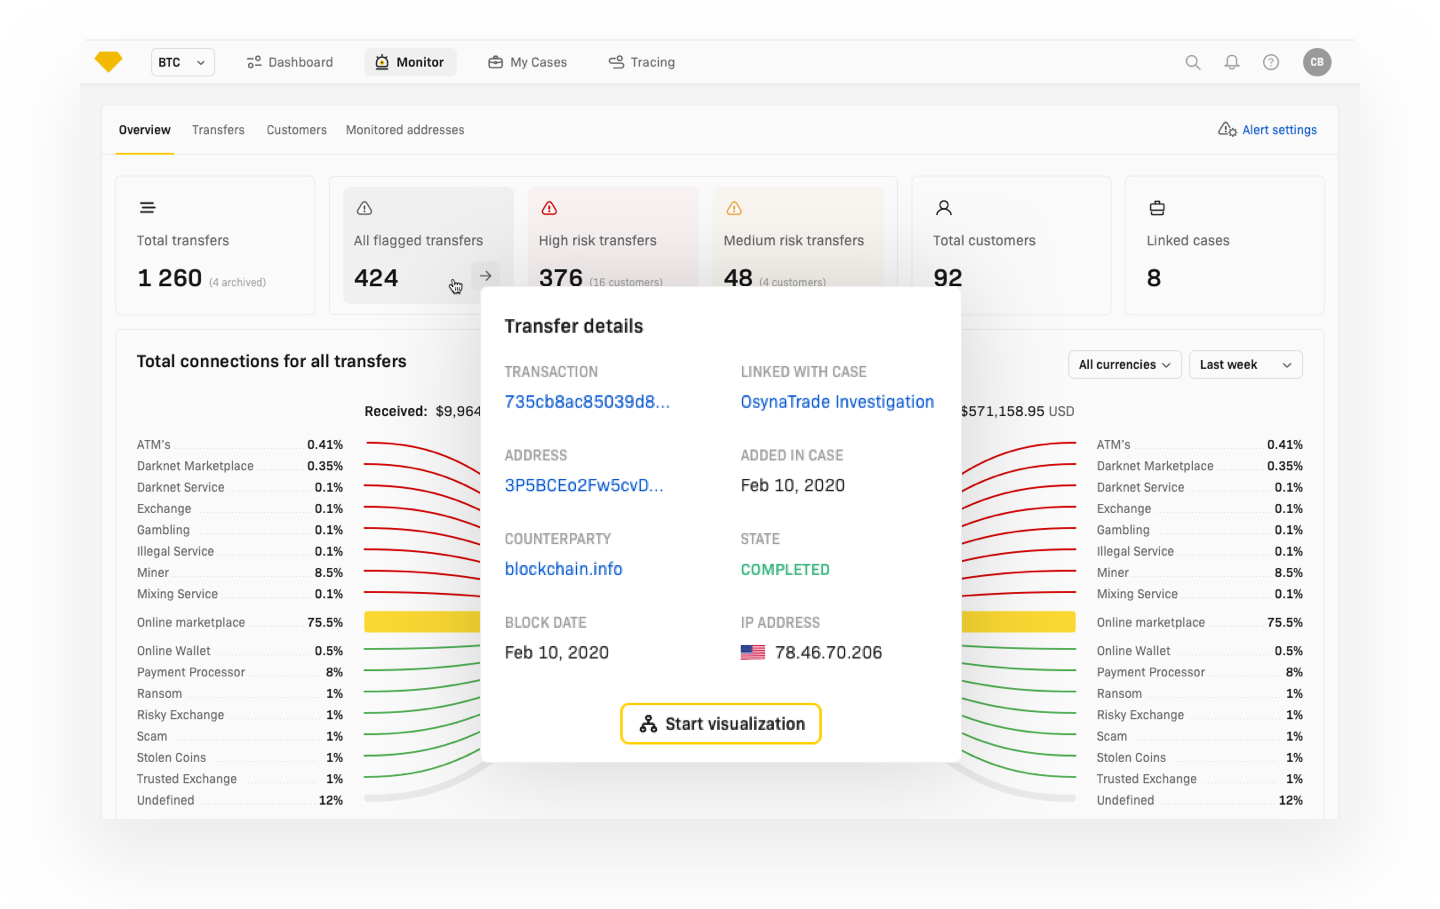 BTC Dashboard Monitor My Cases Tracing CB
Overview Transfers Customers Monitored addresses Alert settings
Total transfers
1 260 (4 archived)
All flagged transfers
424
High risk transfers
376 (16 customers)
Medium risk transfers
48 (4 customers)
Total customers
92
Linked cases
8
Total connections for all transfers
All currencies Last week
Received: $9,964
$571,158.95 USD
ATM's 0.41%
Darknet Marketplace 0.35%
Darknet Service 0.1%
Exchange 0.1%
Gambling 0.1%
Illegal Service 0.1%
Miner 8.5%
Mixing Service 0.1%
Online marketplace 75.5%
Online Wallet 0.5%
Payment Processor 8%
Ransom 1%
Risky Exchange 1%
Scam 1%
Stolen Coins 1%
Trusted Exchange 1%
Undefined 12%
Transfer details
TRANSACTION
735cb8ac85039d8...
LINKED WITH CASE
OsynaTrade Investigation
ADDRESS
3P5BCEo2Fw5cvD...
ADDED IN CASE
Feb 10, 2020
COUNTERPARTY
blockchain.info
STATE
COMPLETED
BLOCK DATE
Feb 10, 2020
IP ADDRESS
78.46.70.206
Start visualization
ATM's 0.41%
Darknet Marketplace 0.35%
Darknet Service 0.1%
Exchange 0.1%
Gambling 0.1%
Illegal Service 0.1%
Miner 8.5%
Mixing Service 0.1%
Online marketplace 75.5%
Online Wallet 0.5%
Payment Processor 8%
Ransom 1%
Risky Exchange 1%
Scam 1%
Stolen Coins 1%
Trusted Exchange 1%
Undefined 12%